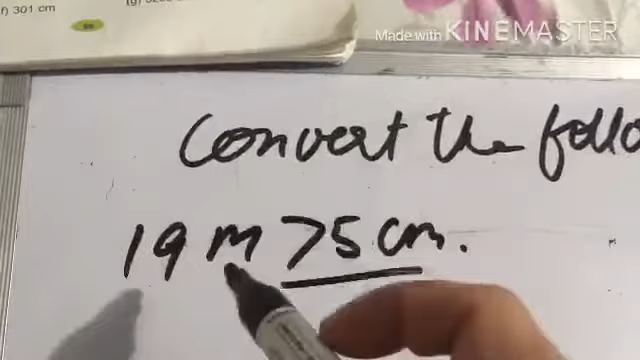 f) 301 cm
Made with KINEMASTER
Convert the follo
19 m 75 cm.